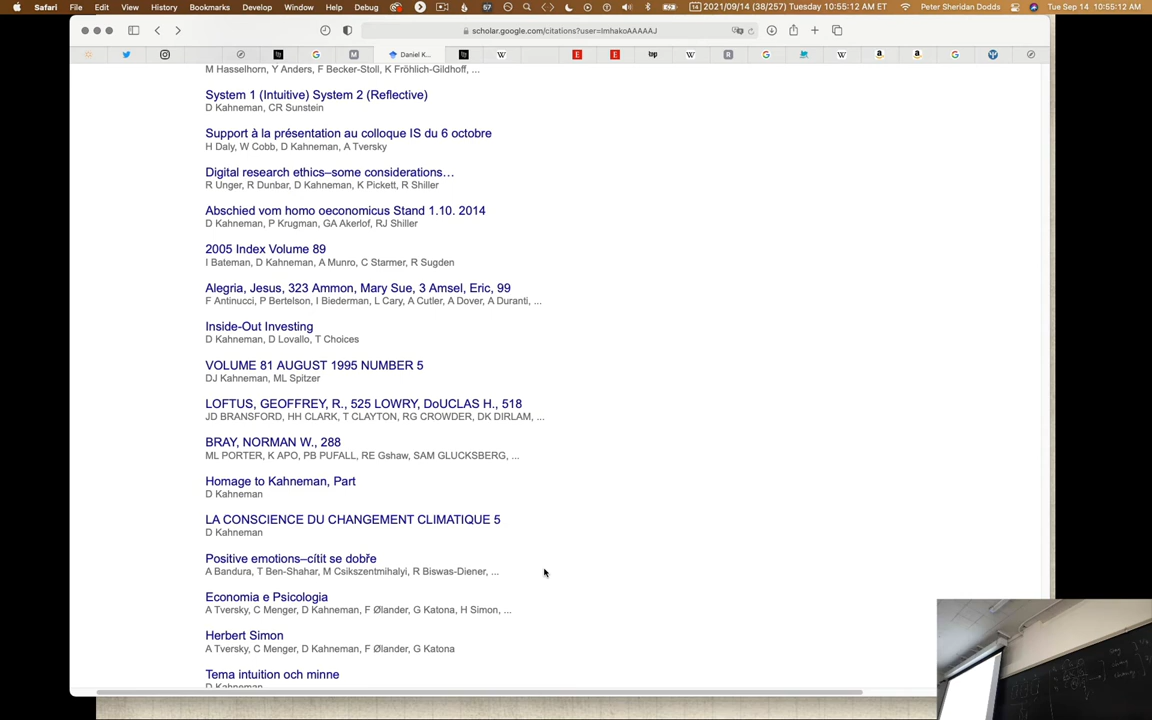 Safari File Edit View History Bookmarks Develop Window Help Debug 57 14 2021/09/14 (38/257) Tuesday 10:55:12 AM ET Peter Sheridan Dodds Tue Sep 14 10:55:12 AM
scholar.google.com/citations?user=ImhakoAAAAAJ
Daniel K...
M Hasselhorn, Y Anders, F Becker-Stoll, K Fröhlich-Gildhoff, ...
System 1 (Intuitive) System 2 (Reflective)
D Kahneman, CR Sunstein
Support à la présentation au colloque IS du 6 octobre
H Daly, W Cobb, D Kahneman, A Tversky
Digital research ethics–some considerations…
R Unger, R Dunbar, D Kahneman, K Pickett, R Shiller
Abschied vom homo oeconomicus Stand 1.10. 2014
D Kahneman, P Krugman, GA Akerlof, RJ Shiller
2005 Index Volume 89
I Bateman, D Kahneman, A Munro, C Starmer, R Sugden
Alegria, Jesus, 323 Ammon, Mary Sue, 3 Amsel, Eric, 99
F Antinucci, P Bertelson, I Biederman, L Cary, A Cutler, A Dover, A Duranti, ...
Inside-Out Investing
D Kahneman, D Lovallo, T Choices
VOLUME 81 AUGUST 1995 NUMBER 5
DJ Kahneman, ML Spitzer
LOFTUS, GEOFFREY, R., 525 LOWRY, DoUCLAS H., 518
JD BRANSFORD, HH CLARK, T CLAYTON, RG CROWDER, DK DIRLAM, ...
BRAY, NORMAN W., 288
ML PORTER, K APO, PB PUFALL, RE Gshaw, SAM GLUCKSBERG, ...
Homage to Kahneman, Part
D Kahneman
LA CONSCIENCE DU CHANGEMENT CLIMATIQUE 5
D Kahneman
Positive emotions–cítit se dobře
A Bandura, T Ben-Shahar, M Csikszentmihalyi, R Biswas-Diener, ...
Economia e Psicologia
A Tversky, C Menger, D Kahneman, F Ølander, G Katona, H Simon, ...
Herbert Simon
A Tversky, C Menger, D Kahneman, F Ølander, G Katona
Tema intuition och minne
D Kahneman